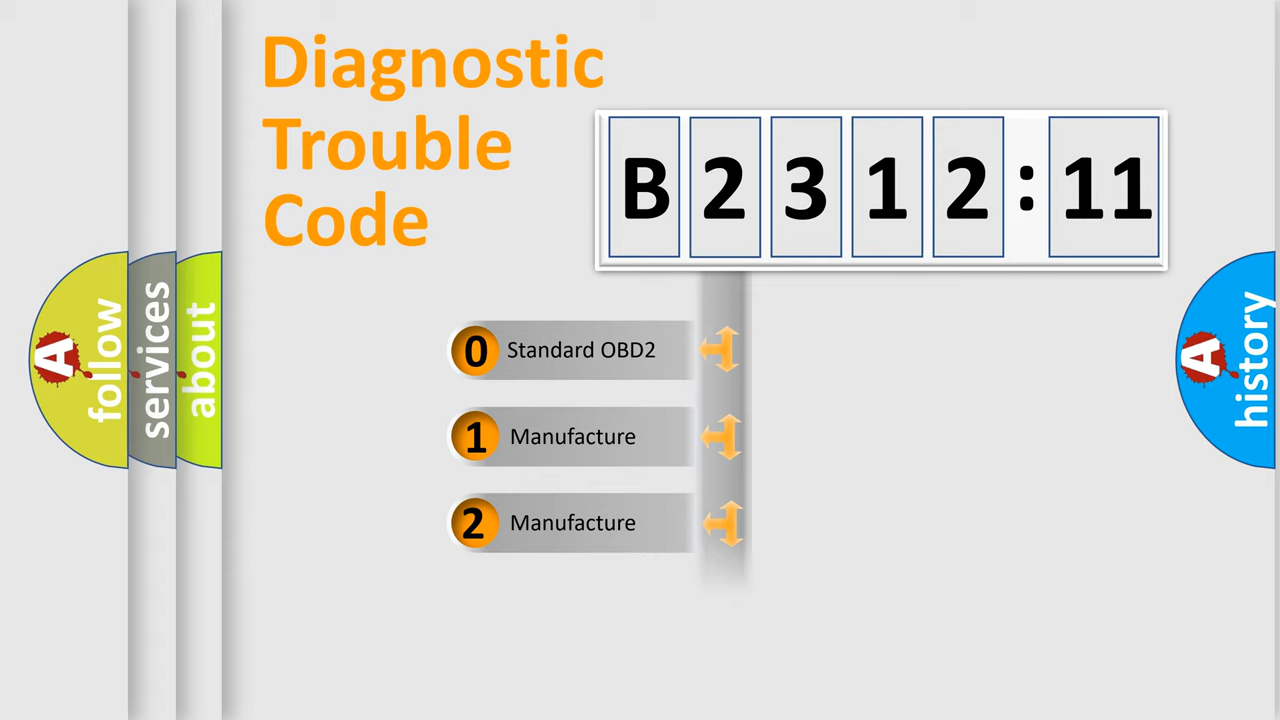 Diagnostic
Trouble
Code
B 2 3 1 2 : 11
0 Standard OBD2
1 Manufacture
2 Manufacture
A follow
services
about
A history